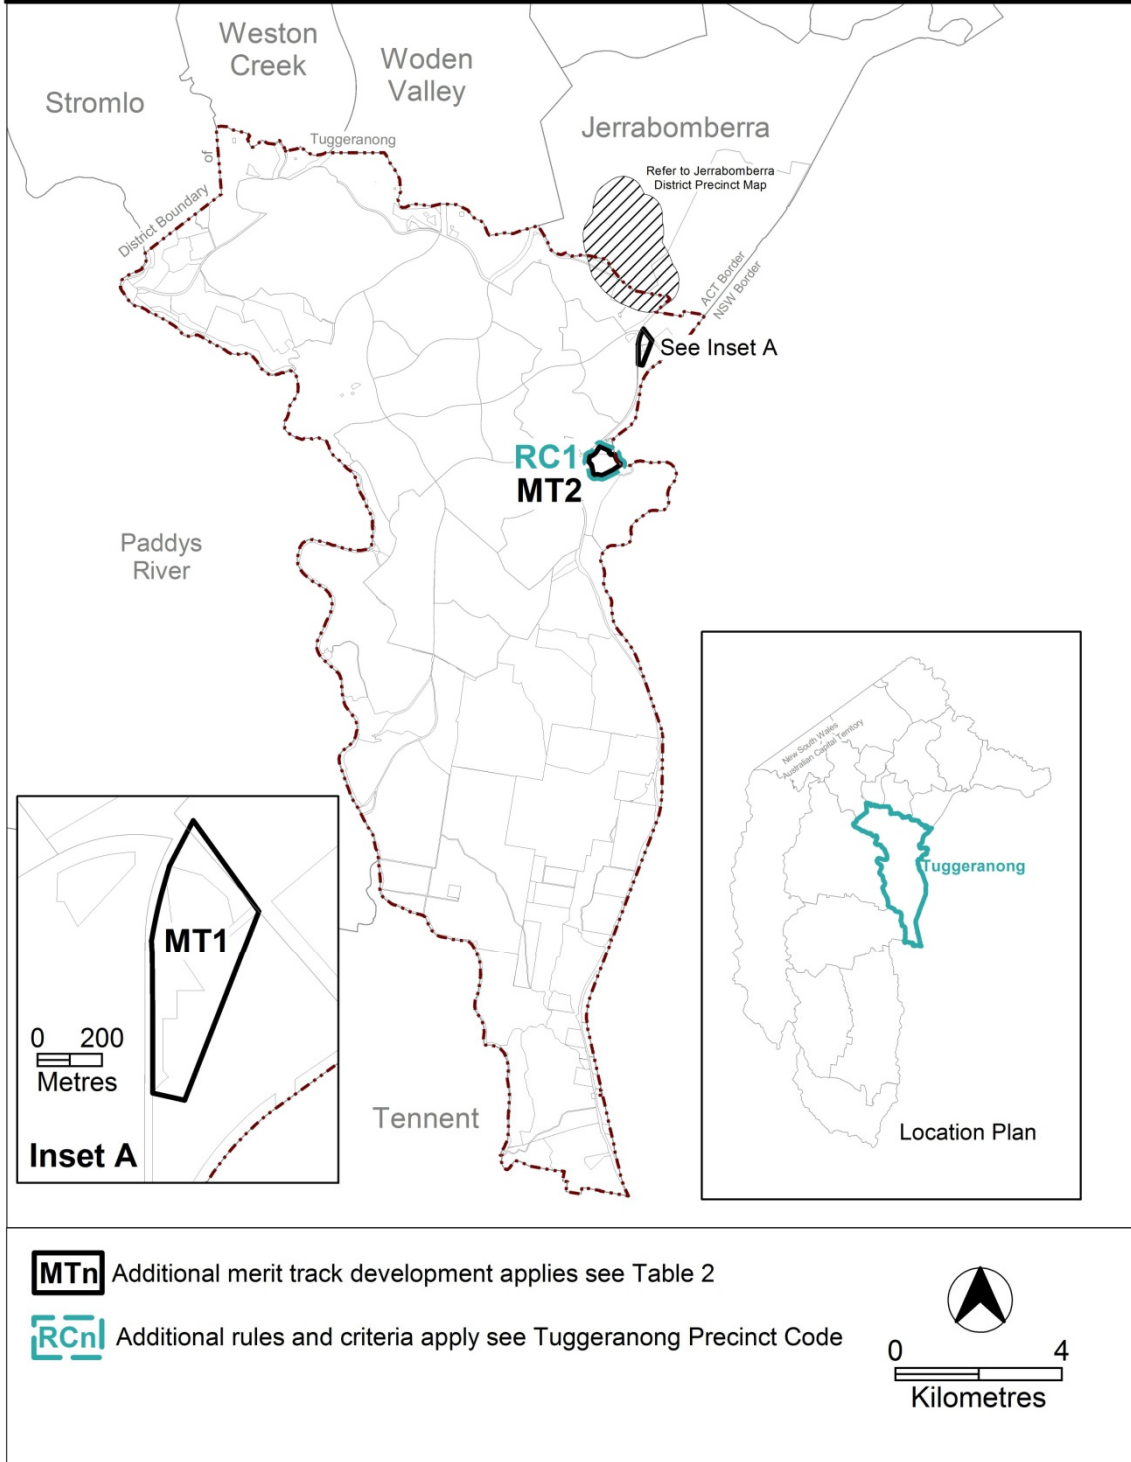 Weston
Creek
Woden
Valley
Stromlo
Jerrabomberra
Tuggeranong
of
District Boundary
Refer to Jerrabomberra
District Precinct Map
ACT Border
NSW Border
See Inset A
RC1
MT2
Paddys
River
New South Wales
Australian Capital Territory
Tuggeranong
Location Plan
MT1
0 200
Metres
Inset A
Tennent
MTn Additional merit track development applies see Table 2
RCn Additional rules and criteria apply see Tuggeranong Precinct Code
0 4
Kilometres